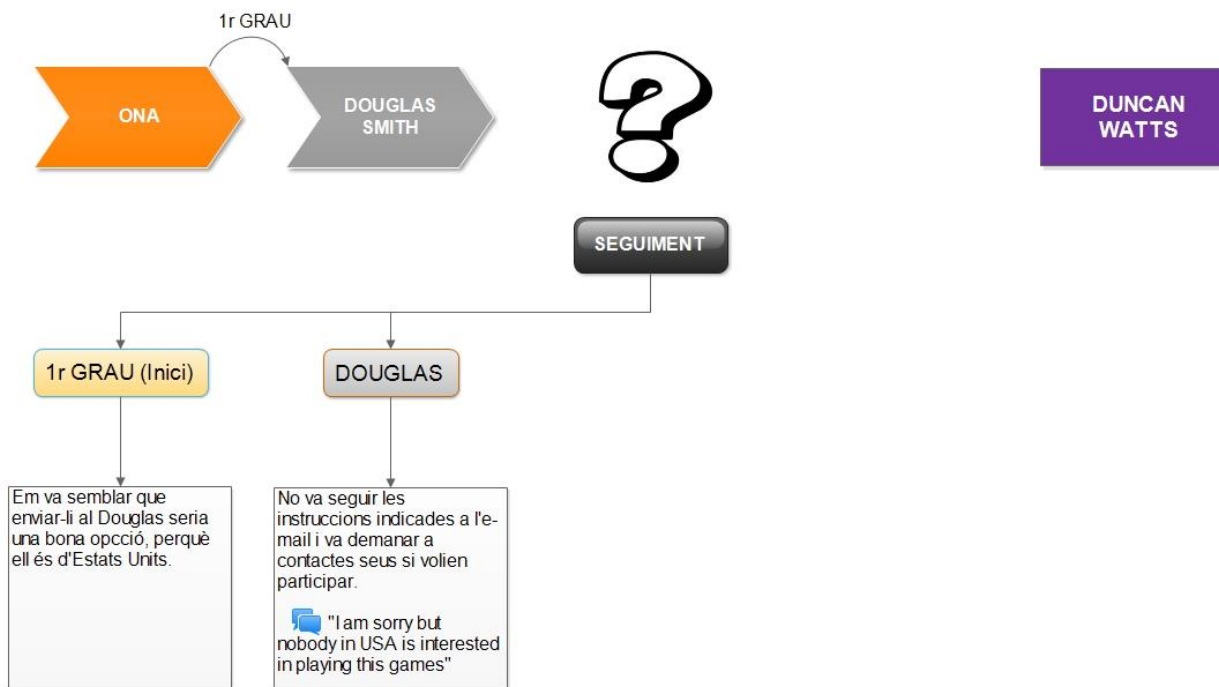 1r GRAU
ONA
DOUGLAS
SMITH
DUNCAN
WATTS
SEGUIMENT
1r GRAU (Inici)
DOUGLAS
Em va semblar que
enviar-li al Douglas seria
una bona opcció, perquè
ell és d'Estats Units.
No va seguir les
instruccions indicades a l'e-
mail i va demanar a
contactes seus si volien
participar.
"I am sorry but
nobody in USA is interested
in playing this games"